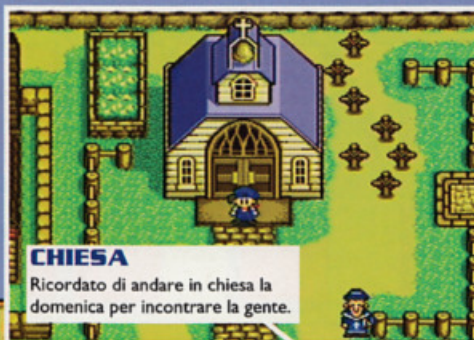 CHIESA
Ricordato di andare in chiesa la
domenica per incontrare la gente.